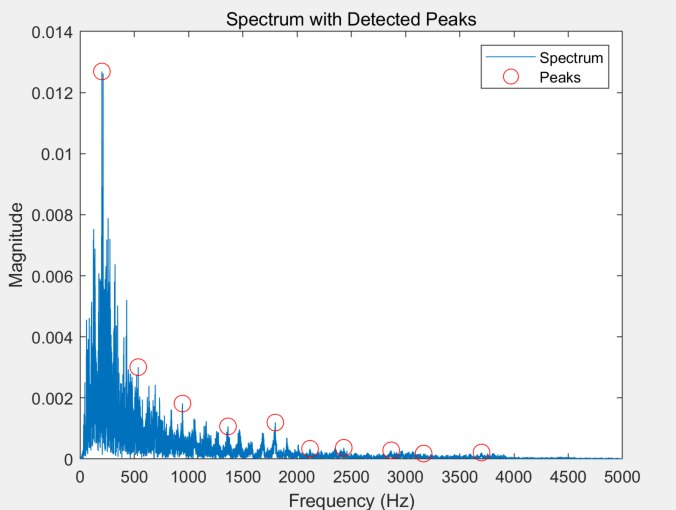 Spectrum with Detected Peaks
0.014
0.012
0.01
0.008
0.006
0.004
0.002
0
Magnitude
Spectrum
Peaks
0 500 1000 1500 2000 2500 3000 3500 4000 4500 5000
Frequency (Hz)